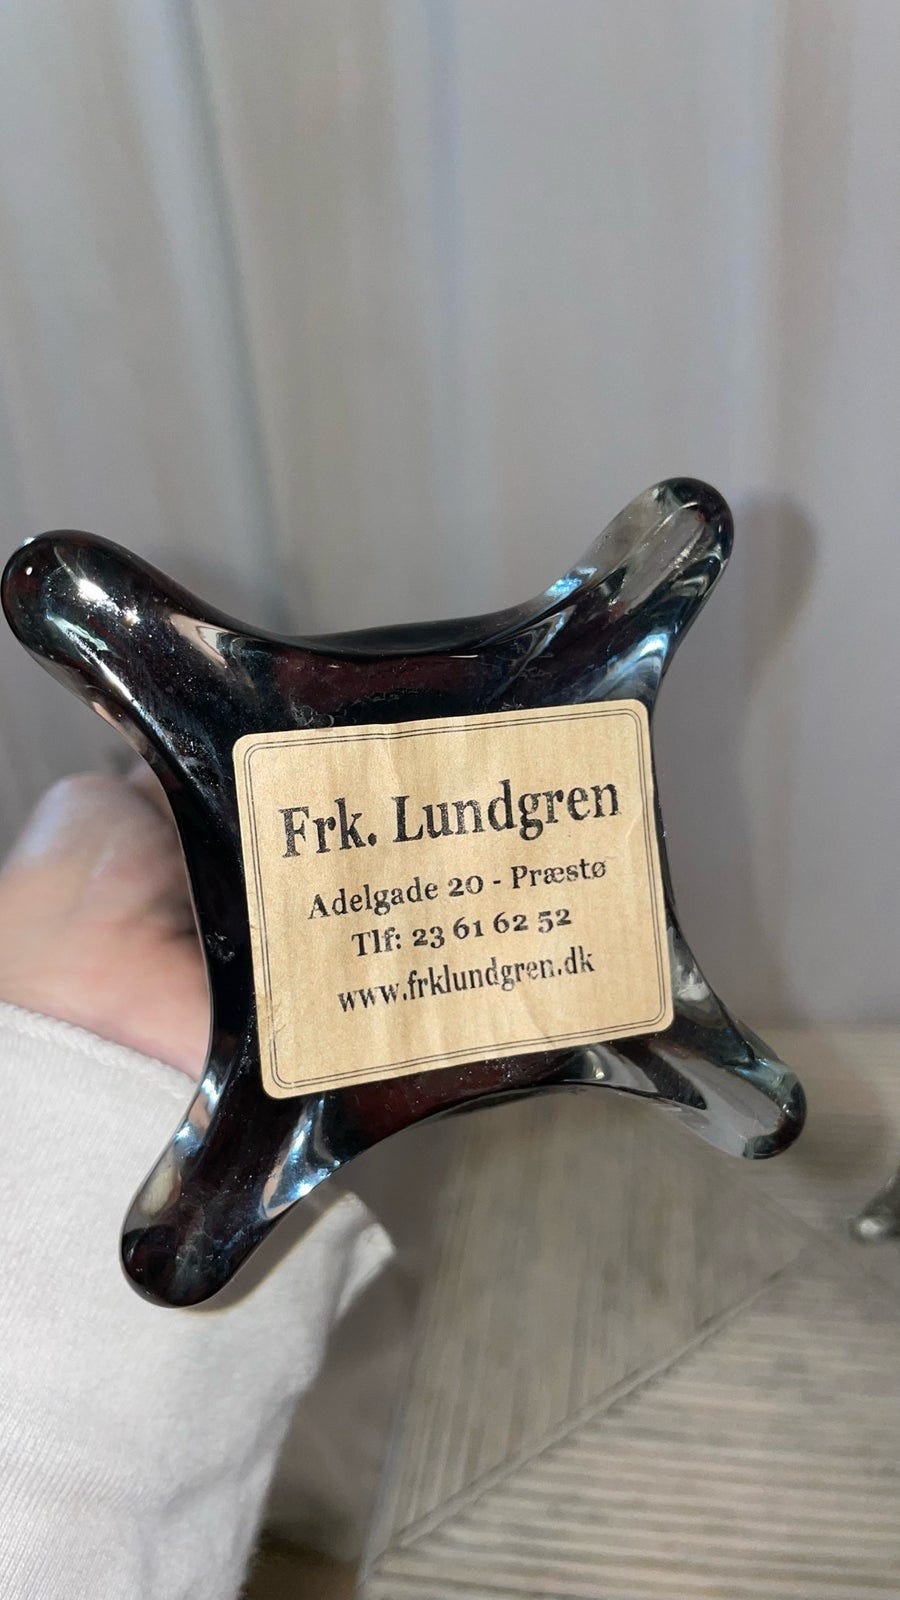 Frk. Lundgren
Adelgade 20 - Præstø
Tlf: 23 61 62 52
www.frklundgren.dk